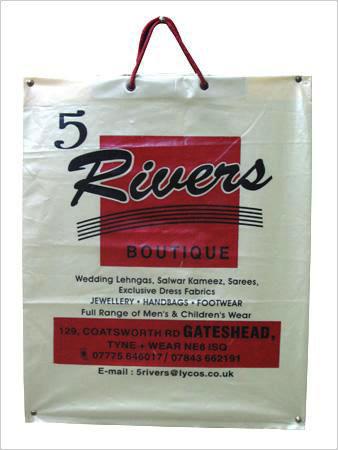 5
Rivers
BOUTIQUE
Wedding Lehngas, Salwar Kameez, Sarees,
Exclusive Dress Fabrics
JEWELLERY • HANDBAGS • FOOTWEAR
Full Range of Men's & Children's Wear
129, COATSWORTH RD GATESHEAD,
TYNE + WEAR NE8 ISQ
07775 646017 / 07843 662191
E-mail : 5rivers@lycos.co.uk